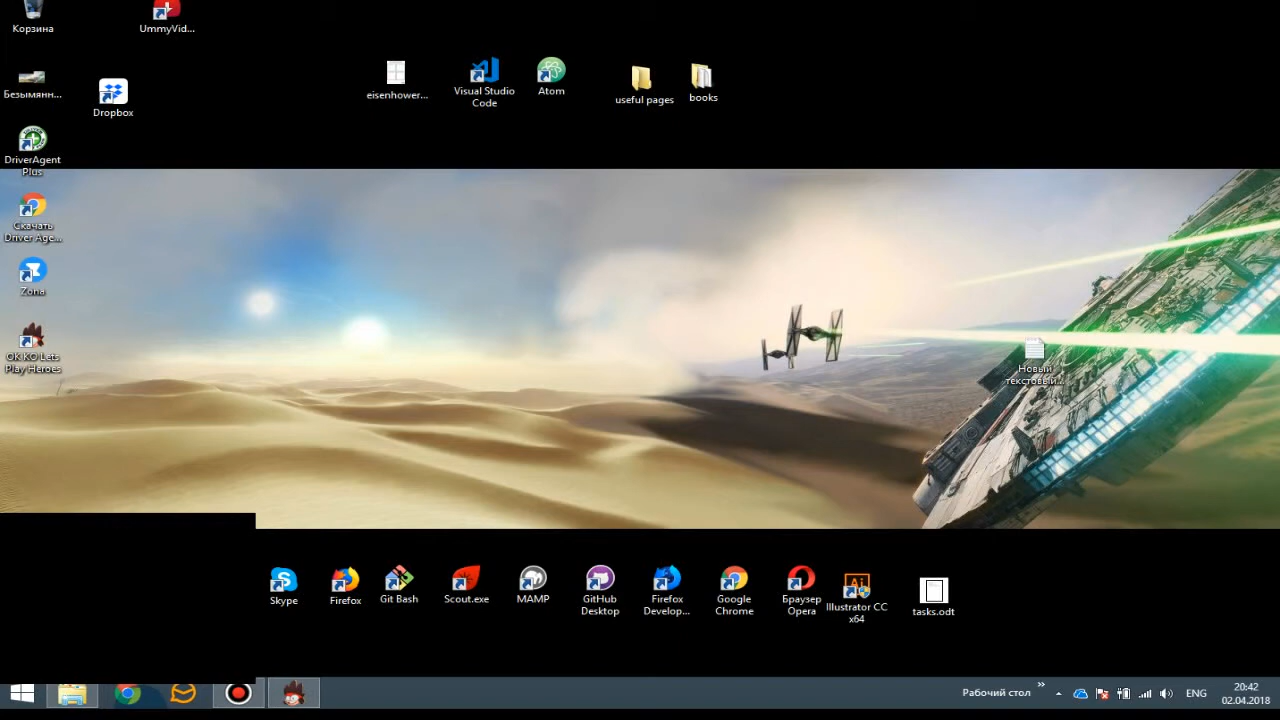 Корзина
UmmyVid...
Безымянн...
Dropbox
eisenhower...
Visual Studio
Code
Atom
useful pages
books
DriverAgent
Plus
Скачать
Driver Age...
Zona
OK KO Lets
Play Heroes
Новый
текстовый...
Skype
Firefox
Git Bash
Scout.exe
MAMP
GitHub
Desktop
Firefox
Develop...
Google
Chrome
Браузер
Opera
Illustrator CC
x64
tasks.odt
Рабочий стол
ENG
20:42
02.04.2018